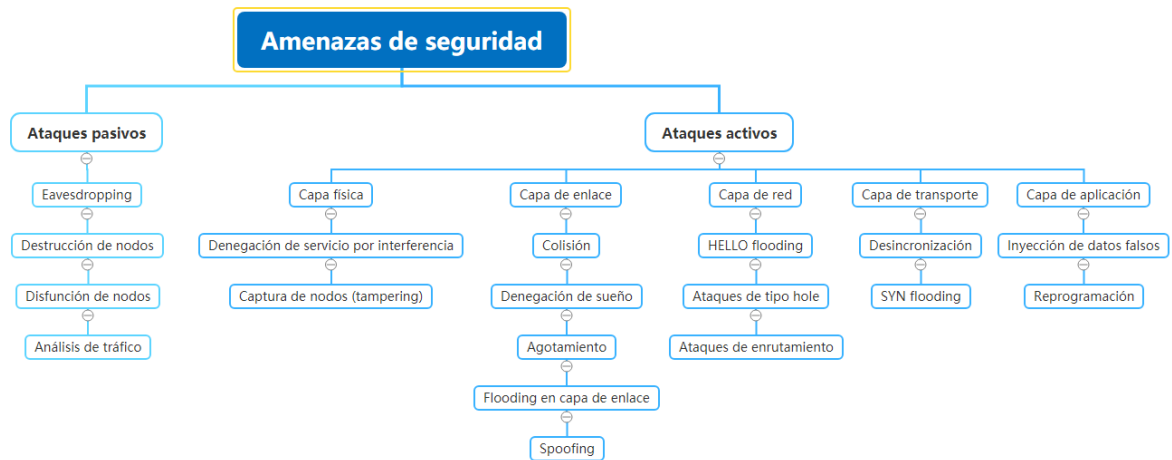 Amenazas de seguridad
Ataques pasivos
Ataques activos
Eavesdropping
Capa física
Capa de enlace
Capa de red
Capa de transporte
Capa de aplicación
Destrucción de nodos
Denegación de servicio por interferencia
Colisión
HELLO flooding
Desincronización
Inyección de datos falsos
Disfunción de nodos
Captura de nodos (tampering)
Denegación de sueño
Ataques de tipo hole
SYN flooding
Reprogramación
Análisis de tráfico
Agotamiento
Ataques de enrutamiento
Flooding en capa de enlace
Spoofing